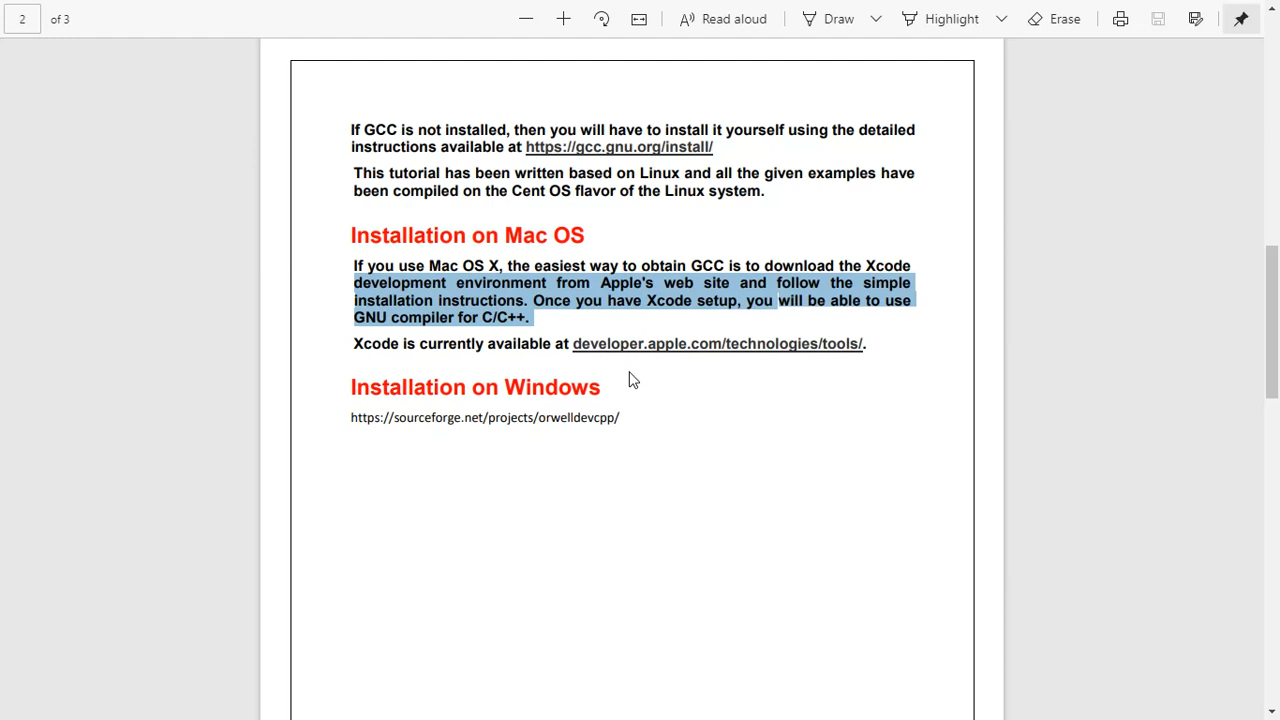 2 of 3 Read aloud Draw Highlight Erase
If GCC is not installed, then you will have to install it yourself using the detailed
instructions available at https://gcc.gnu.org/install/
This tutorial has been written based on Linux and all the given examples have
been compiled on the Cent OS flavor of the Linux system.
Installation on Mac OS
If you use Mac OS X, the easiest way to obtain GCC is to download the Xcode
development environment from Apple's web site and follow the simple
installation instructions. Once you have Xcode setup, you will be able to use
GNU compiler for C/C++.
Xcode is currently available at developer.apple.com/technologies/tools/.
Installation on Windows
https://sourceforge.net/projects/orwelldevcpp/